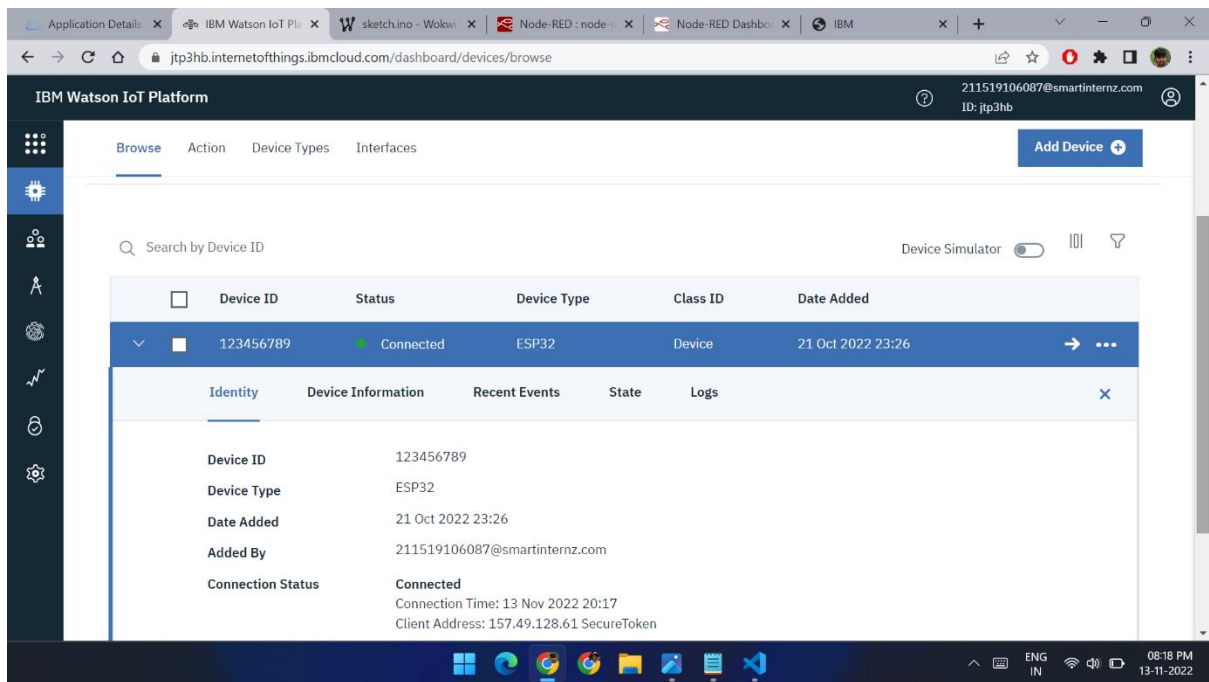 Application Details
IBM Watson IoT Pla
sketch.ino - Wokwi
Node-RED : node-r
Node-RED Dashboa
IBM
jtp3hb.internetofthings.ibmcloud.com/dashboard/devices/browse
IBM Watson IoT Platform
211519106087@smartinternz.com
ID: jtp3hb
Browse Action Device Types Interfaces
Add Device
Search by Device ID
Device Simulator
Device ID Status Device Type Class ID Date Added
123456789 Connected ESP32 Device 21 Oct 2022 23:26
Identity Device Information Recent Events State Logs
Device ID 123456789
Device Type ESP32
Date Added 21 Oct 2022 23:26
Added By 211519106087@smartinternz.com
Connection Status Connected
Connection Time: 13 Nov 2022 20:17
Client Address: 157.49.128.61 SecureToken
ENG
IN
08:18 PM
13-11-2022